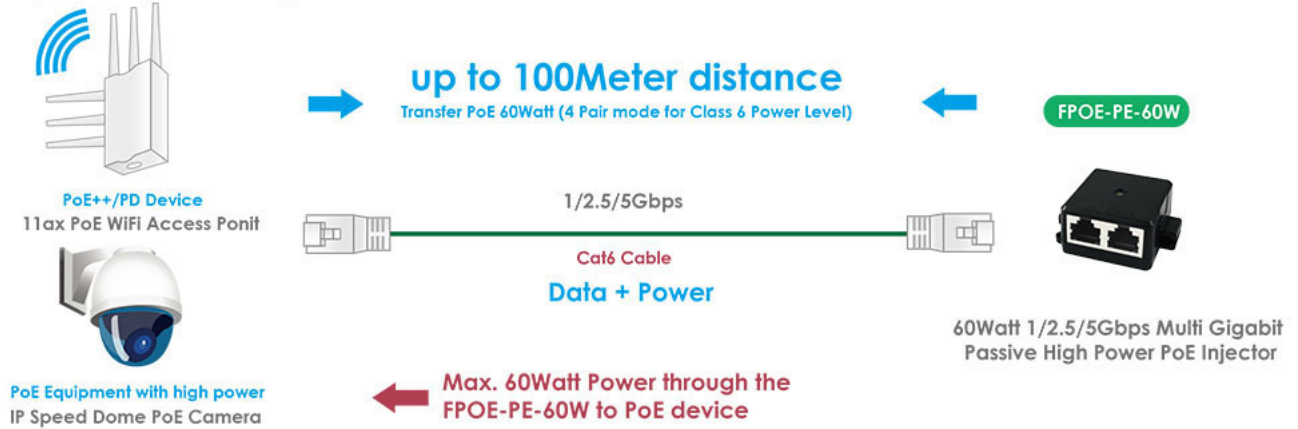 up to 100Meter distance
Transfer PoE 60Watt (4 Pair mode for Class 6 Power Level)
FPOE-PE-60W
PoE++/PD Device
11ax PoE WiFi Access Ponit
1/2.5/5Gbps
Cat6 Cable
Data + Power
60Watt 1/2.5/5Gbps Multi Gigabit
Passive High Power PoE Injector
PoE Equipment with high power
IP Speed Dome PoE Camera
Max. 60Watt Power through the
FPOE-PE-60W to PoE device